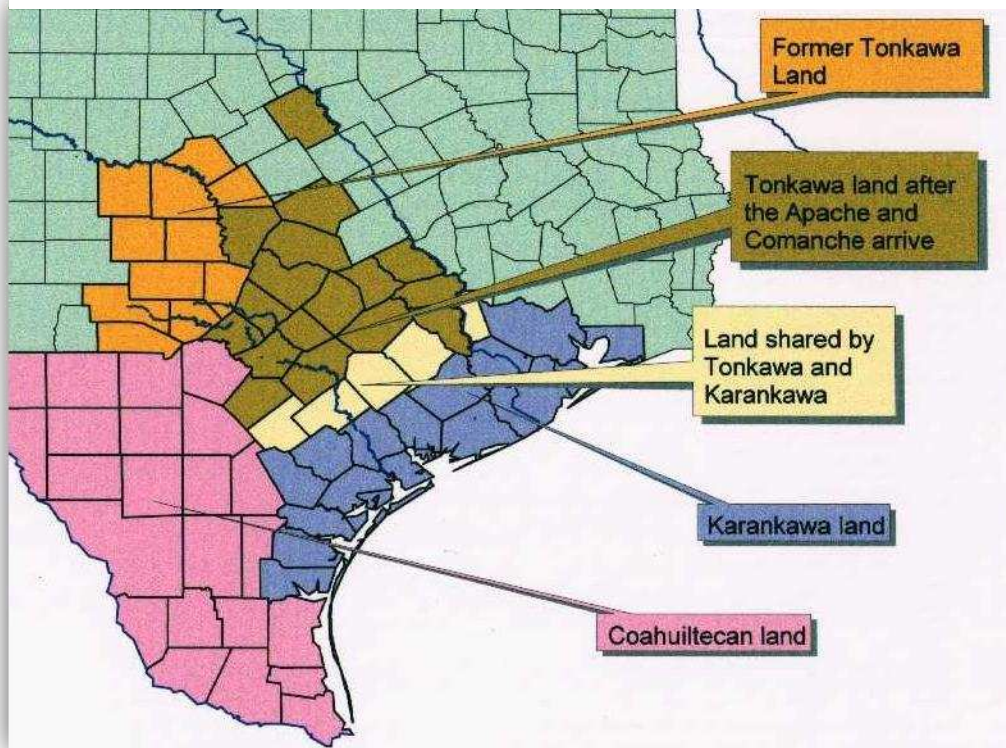 Former Tonkawa
Land
Tonkawa land after
the Apache and
Comanche arrive
Land shared by
Tonkawa and
Karankawa
Karankawa land
Coahuiltecan land